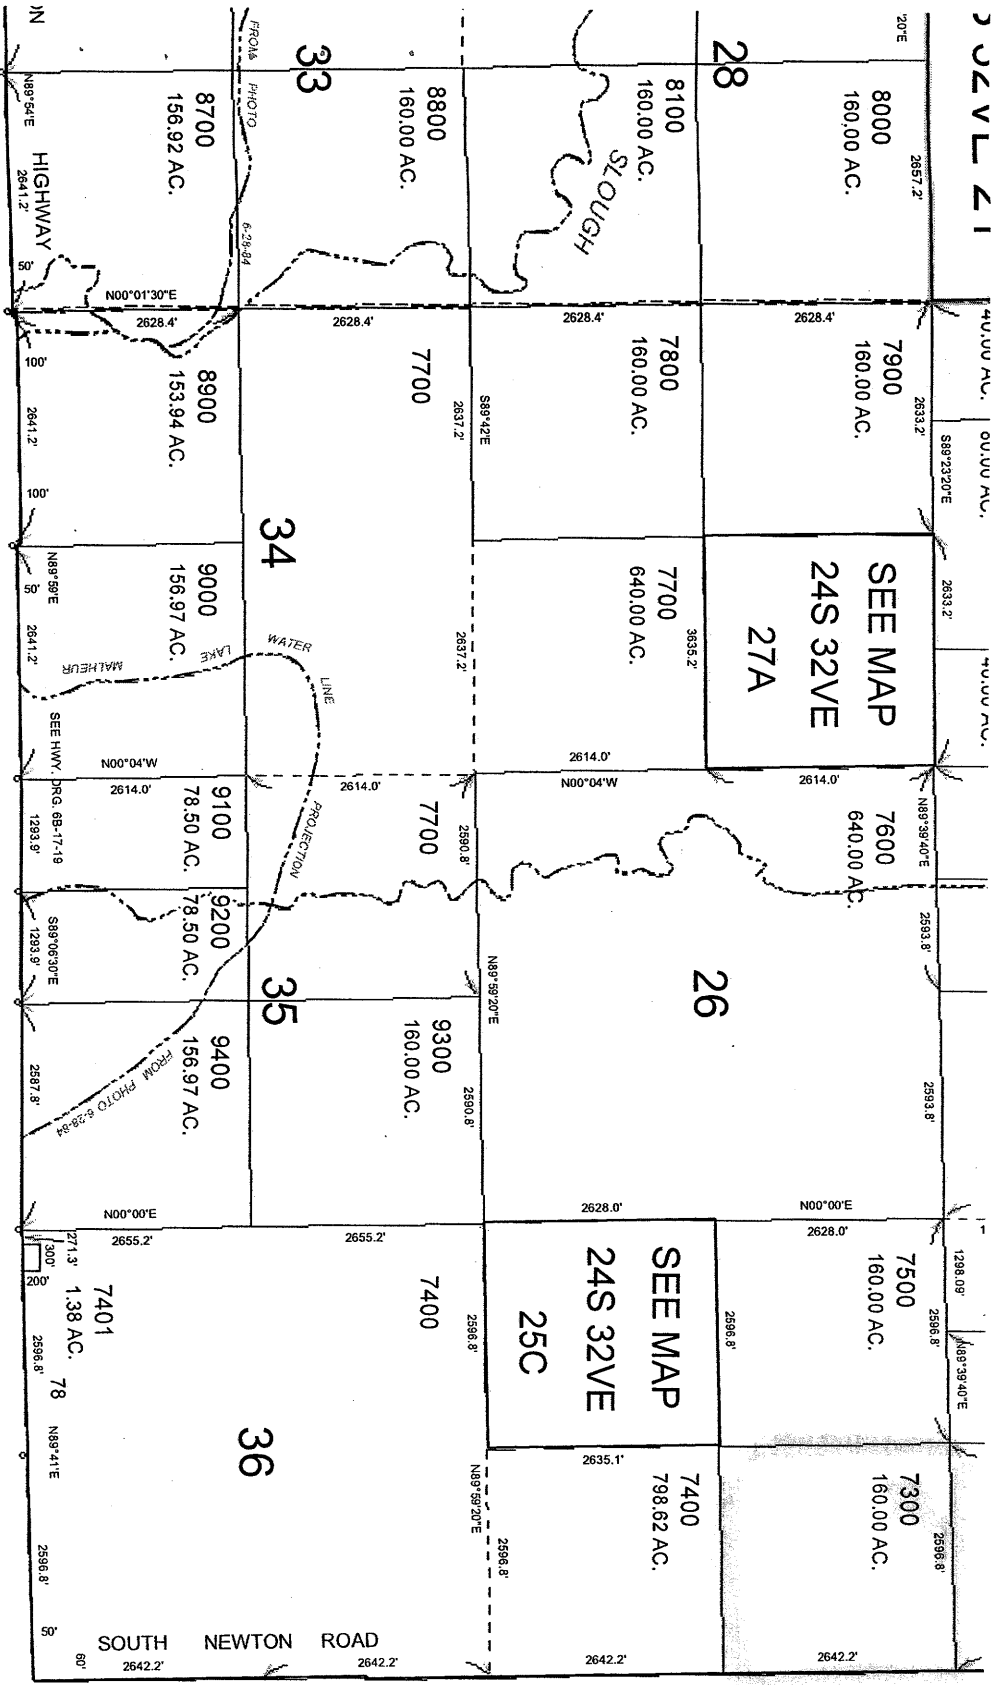 20"E
2657.2'
8000
160.00 AC.
28
8100
160.00 AC.
SLOUGH
8800
160.00 AC.
33
FROM PHOTO 6-28-84
8700
156.92 AC.
N89°54'E
2641.2'
HIGHWAY
50'
N00°01'30"E
2628.4'
2628.4'
2628.4'
2628.4'
40.00 AC.
80.00 AC.
40.00 AC.
2633.2'
S89°23'20"E
2633.2'
7900
160.00 AC.
7800
160.00 AC.
SEE MAP
24S 32VE
27A
3635.2'
7700
640.00 AC.
S89°42'E
2637.2'
2637.2'
7700
34
8900
153.94 AC.
9000
156.97 AC.
100'
2641.2'
100'
N89°59'E
50'
2641.2'
MALHEUR LAKE WATER LINE PROJECTION FROM PHOTO 6-28-84
N00°04'W
2614.0'
2614.0'
2614.0'
N00°04'W
2614.0'
N89°39'40"E
2593.8'
2593.8'
7600
640.00 AC.
26
2590.8'
N89°59'20"E
2590.8'
7700
9300
160.00 AC.
35
9100
78.50 AC.
9200
78.50 AC.
9400
156.97 AC.
SEE HWY. DRG. 6B-17-19
1293.9'
S89°06'30"E
1293.9'
2587.8'
N00°00'E
2655.2'
2655.2'
2628.0'
N00°00'E
2628.0'
1
1298.09'
N89°39'40"E
2596.8'
2596.8'
7500
160.00 AC.
7300
160.00 AC.
2596.8'
SEE MAP
24S 32VE
25C
2635.1'
7400
798.62 AC.
2596.8'
N89°59'20"E
2596.8'
7400
36
7401
1.38 AC.
78
271.3'
300'
200'
2596.8'
N89°41'E
2596.8'
50'
60'
SOUTH NEWTON ROAD
2642.2'
2642.2'
2642.2'
2642.2'